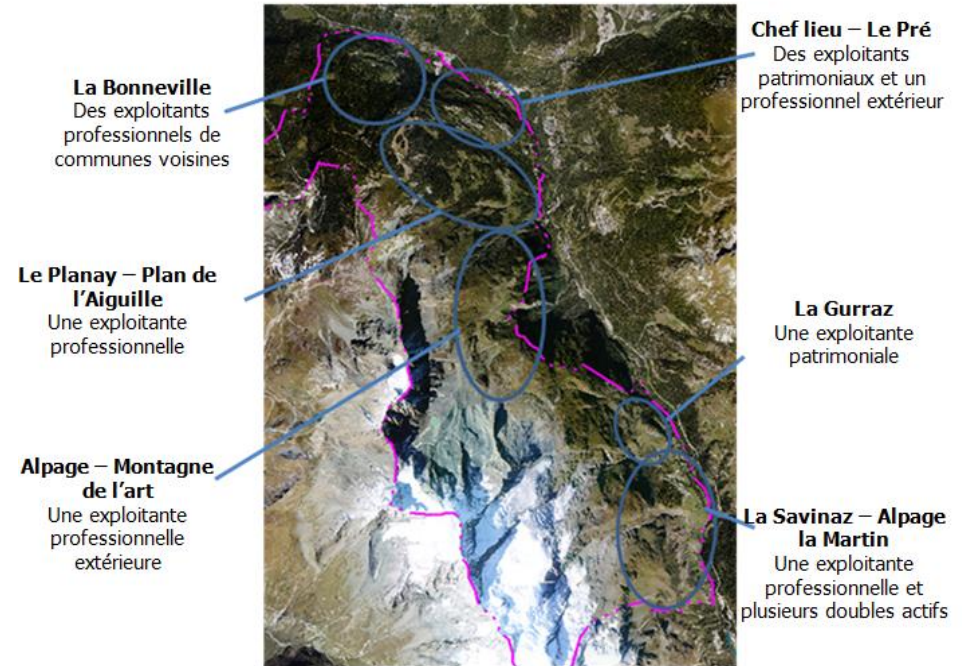 La Bonneville
Des exploitants
professionnels de
communes voisines
Le Planay – Plan de
l'Aiguille
Une exploitante
professionnelle
Alpage – Montagne
de l'art
Une exploitante
professionnelle
extérieure
Chef lieu – Le Pré
Des exploitants
patrimoniaux et un
professionnel extérieur
La Gurraz
Une exploitante
patrimoniale
La Savinaz – Alpage
la Martin
Une exploitante
professionnelle et
plusieurs doubles actifs